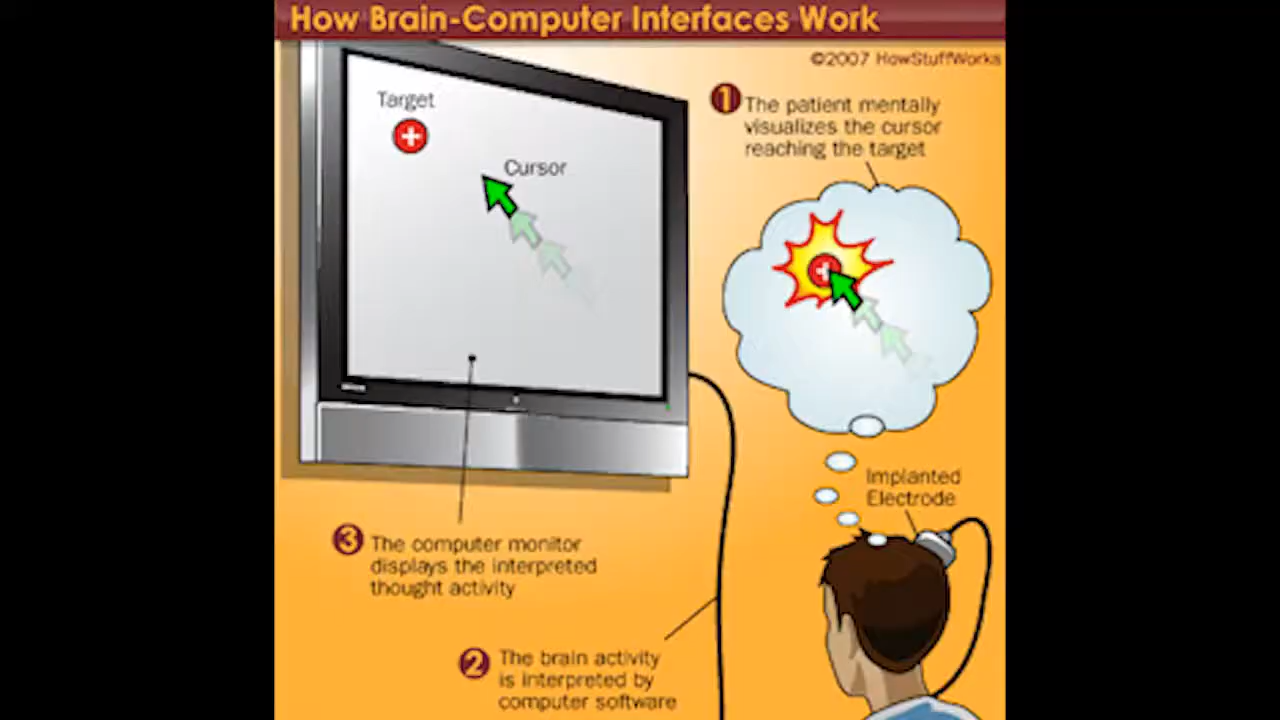 How Brain-Computer Interfaces Work
©2007 HowStuffWorks
Target
Cursor
1
The patient mentally
visualizes the cursor
reaching the target
Implanted
Electrode
3
The computer monitor
displays the interpreted
thought activity
2
The brain activity
is interpreted by
computer software